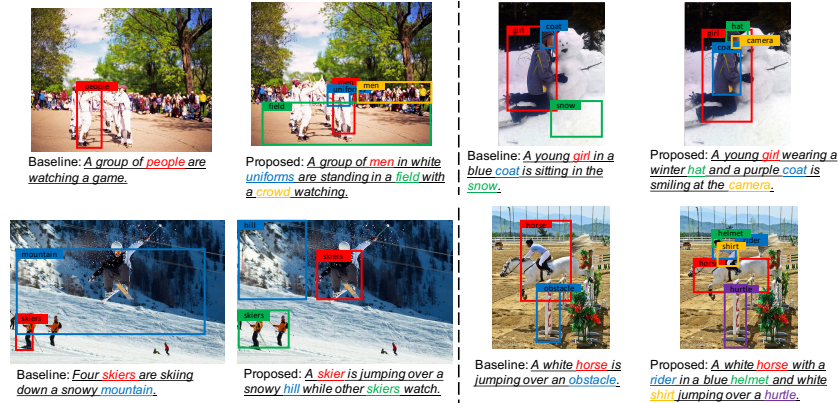 people
men
unifor
men
field
Baseline: A group of people are
watching a game.
Proposed: A group of men in white
uniforms are standing in a field with
a crowd watching.
girl
coat
snow
hat
camera
girl
coa
Baseline: A young girl in a
blue coat is sitting in the
snow.
Proposed: A young girl wearing a
winter hat and a purple coat is
smiling at the camera.
mountain
skiers
hill
skiers
skiers
Baseline: Four skiers are skiing
down a snowy mountain.
Proposed: A skier is jumping over a
snowy hill while other skiers watch.
horse
obstacle
helmet
rider
shirt
hors
hurtle
Baseline: A white horse is
jumping over an obstacle.
Proposed: A white horse with a
rider in a blue helmet and white
shirt jumping over a hurtle.